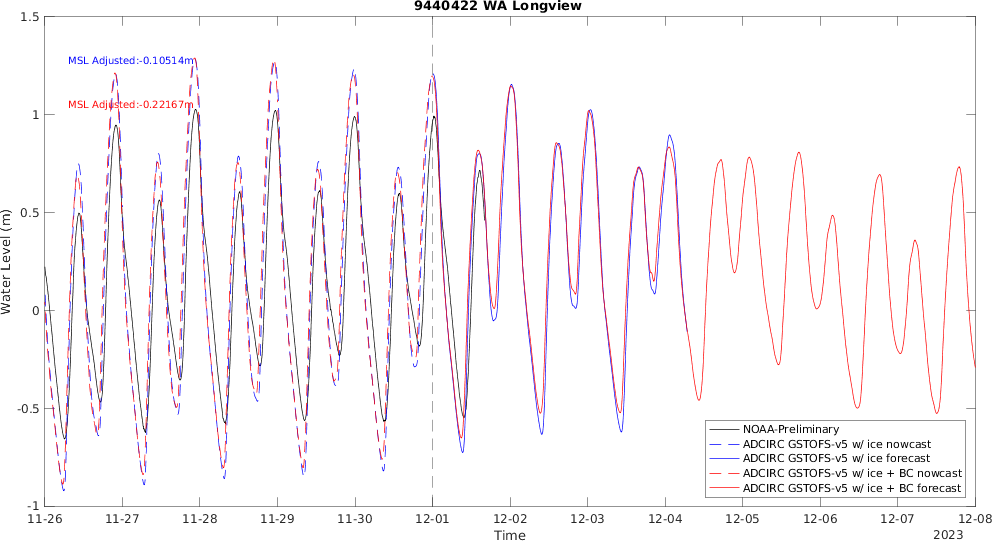 9440422 WA Longview
1.5
MSL Adjusted:-0.10514m
MSL Adjusted:-0.22167m
1
0.5
0
-0.5
-1
Water Level (m)
NOAA-Preliminary
ADCIRC GSTOFS-v5 w/ ice nowcast
ADCIRC GSTOFS-v5 w/ ice forecast
ADCIRC GSTOFS-v5 w/ ice + BC nowcast
ADCIRC GSTOFS-v5 w/ ice + BC forecast
11-26 11-27 11-28 11-29 11-30 12-01 12-02 12-03 12-04 12-05 12-06 12-07 12-08
Time
2023